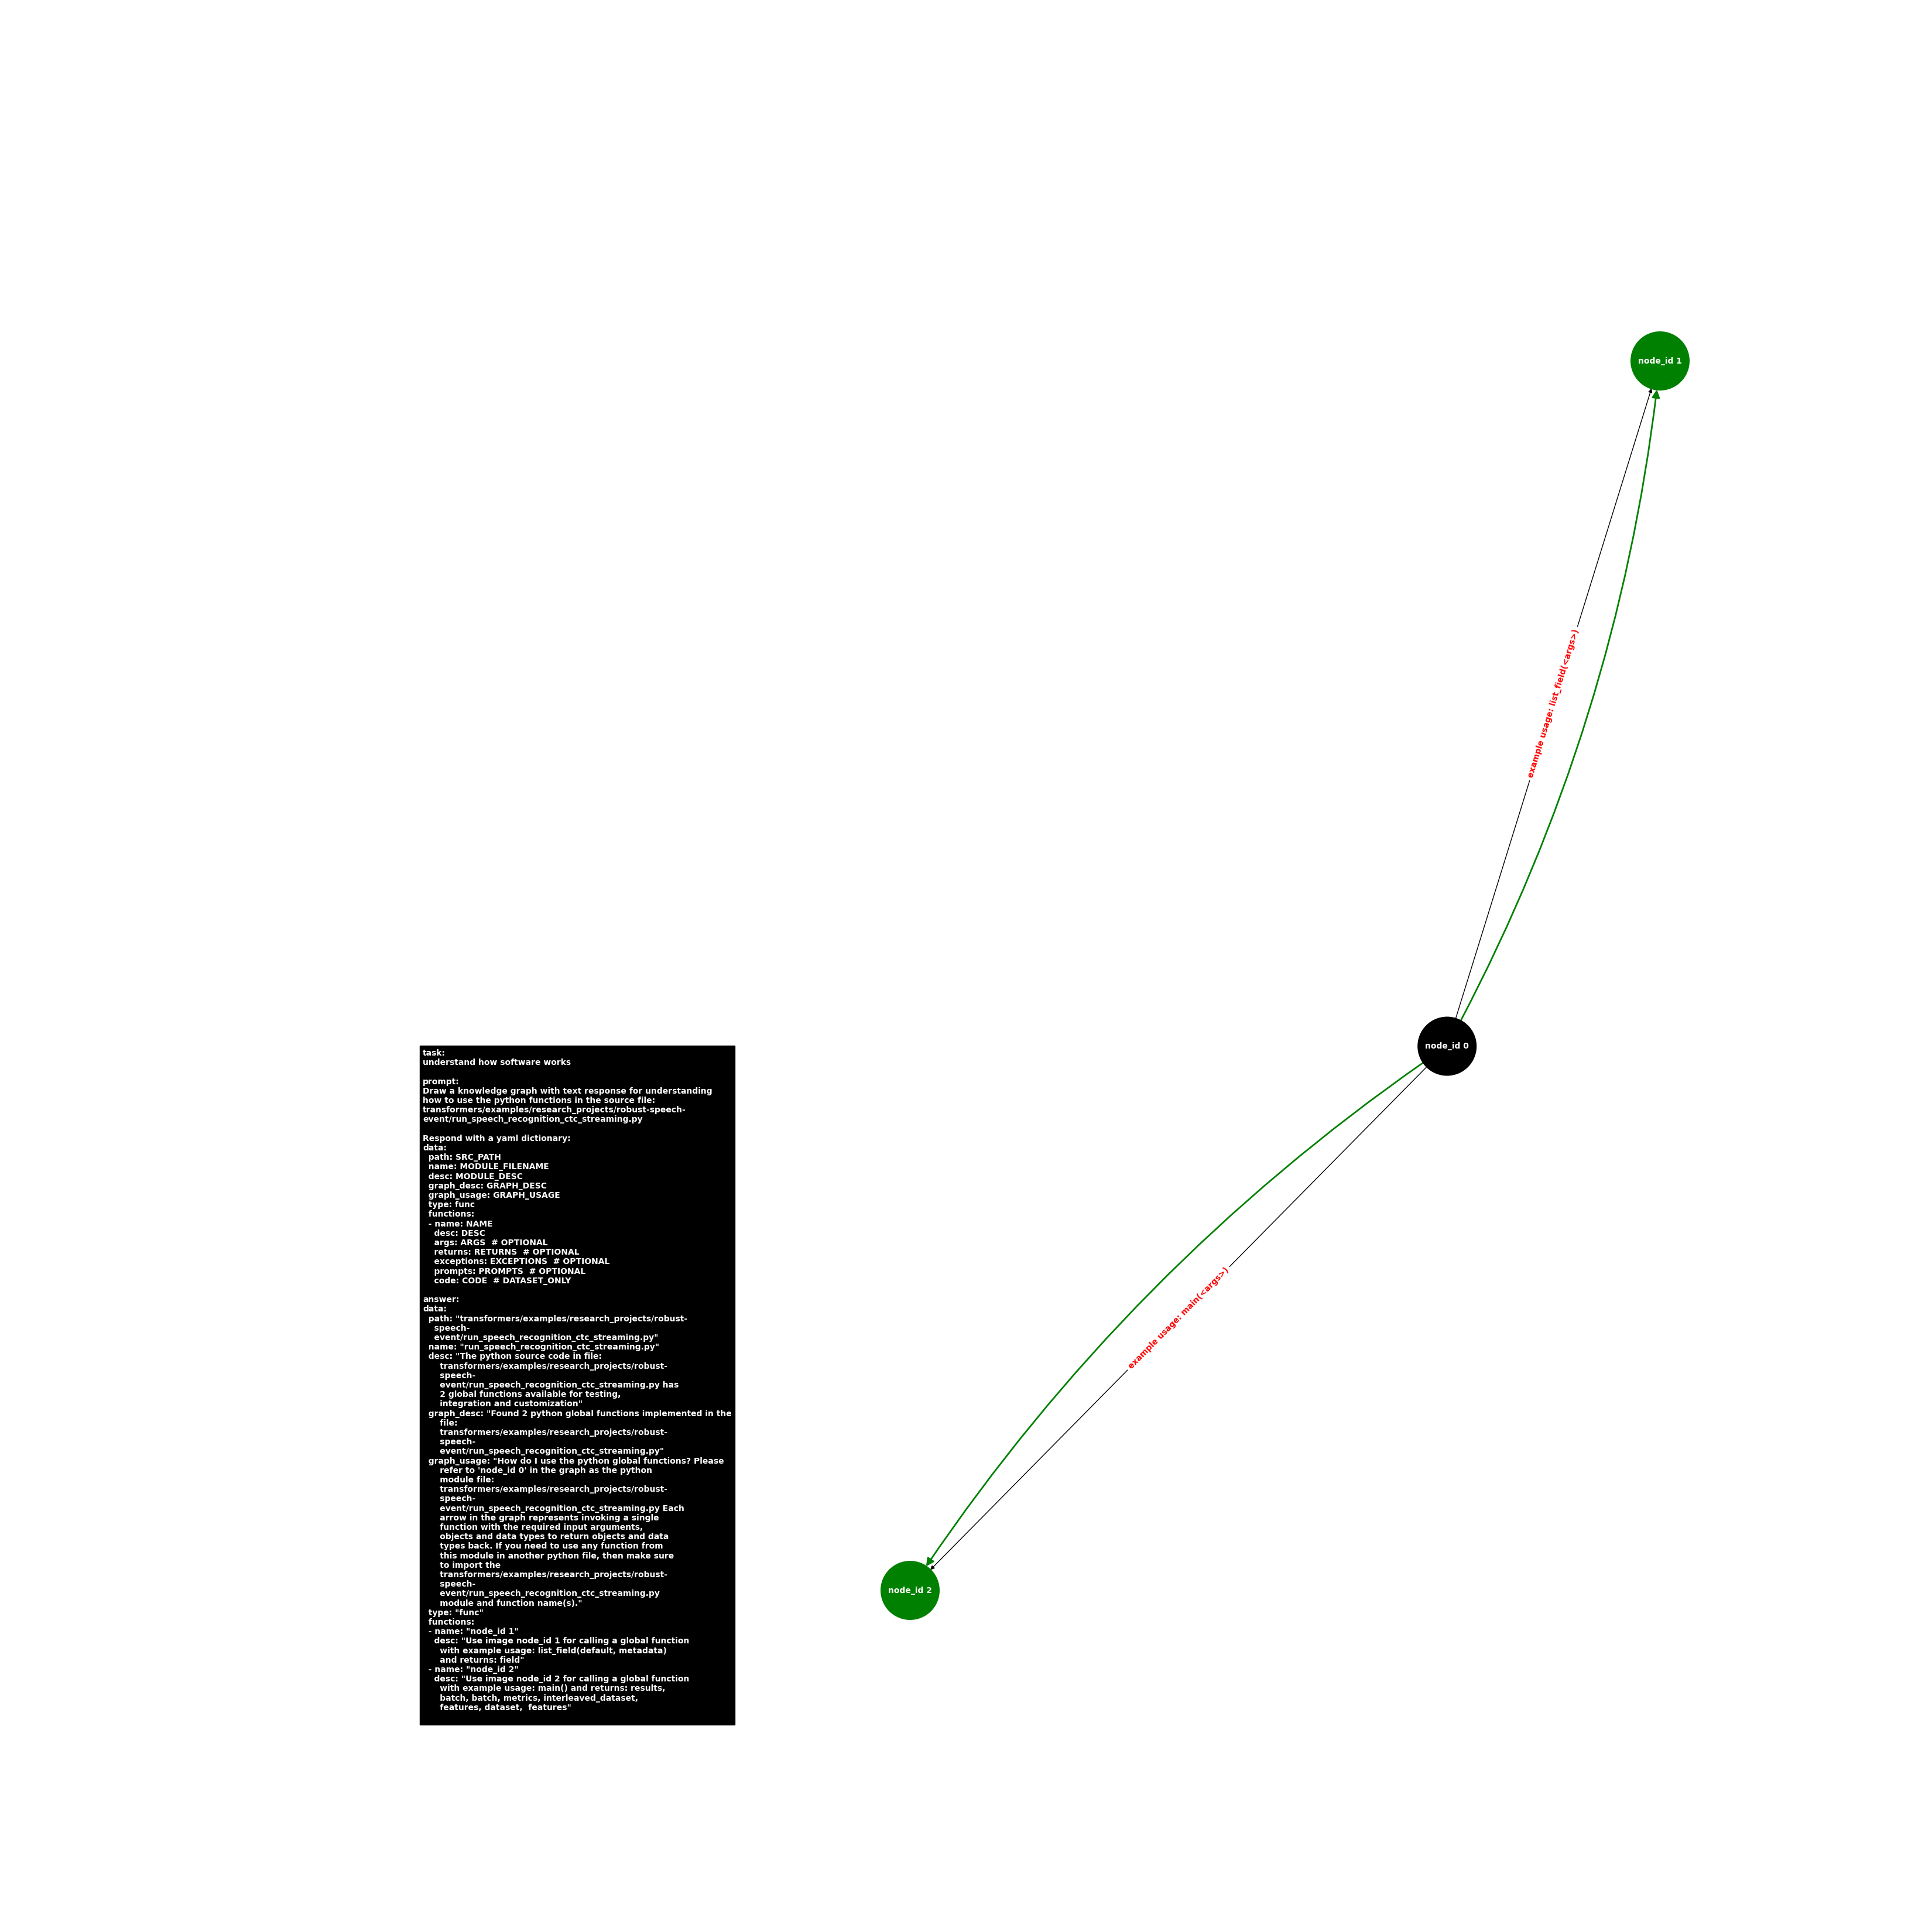 node_id 1
example usage: list_field(<args>)
node_id 0
task:
understand how software works

prompt:
Draw a knowledge graph with text response for understanding
how to use the python functions in the source file:
transformers/examples/research_projects/robust-speech-
event/run_speech_recognition_ctc_streaming.py

Respond with a yaml dictionary:
data:
  path: SRC_PATH
  name: MODULE_FILENAME
  desc: MODULE_DESC
  graph_desc: GRAPH_DESC
  graph_usage: GRAPH_USAGE
  type: func
  functions:
  - name: NAME
    desc: DESC
    args: ARGS  # OPTIONAL
    returns: RETURNS  # OPTIONAL
    exceptions: EXCEPTIONS  # OPTIONAL
    prompts: PROMPTS  # OPTIONAL
    code: CODE  # DATASET_ONLY

answer:
data:
  path: "transformers/examples/research_projects/robust-
    speech-
    event/run_speech_recognition_ctc_streaming.py"
  name: "run_speech_recognition_ctc_streaming.py"
  desc: "The python source code in file:
      transformers/examples/research_projects/robust-
      speech-
      event/run_speech_recognition_ctc_streaming.py has
      2 global functions available for testing,
      integration and customization"
  graph_desc: "Found 2 python global functions implemented in the
      file:
      transformers/examples/research_projects/robust-
      speech-
      event/run_speech_recognition_ctc_streaming.py"
  graph_usage: "How do I use the python global functions? Please
      refer to 'node_id 0' in the graph as the python
      module file:
      transformers/examples/research_projects/robust-
      speech-
      event/run_speech_recognition_ctc_streaming.py Each
      arrow in the graph represents invoking a single
      function with the required input arguments,
      objects and data types to return objects and data
      types back. If you need to use any function from
      this module in another python file, then make sure
      to import the
      transformers/examples/research_projects/robust-
      speech-
      event/run_speech_recognition_ctc_streaming.py
      module and function name(s)."
  type: "func"
  functions:
  - name: "node_id 1"
    desc: "Use image node_id 1 for calling a global function
      with example usage: list_field(default, metadata)
      and returns: field"
  - name: "node_id 2"
    desc: "Use image node_id 2 for calling a global function
      with example usage: main() and returns: results,
      batch, batch, metrics, interleaved_dataset,
      features, dataset,  features"
example usage: main(<args>)
node_id 2